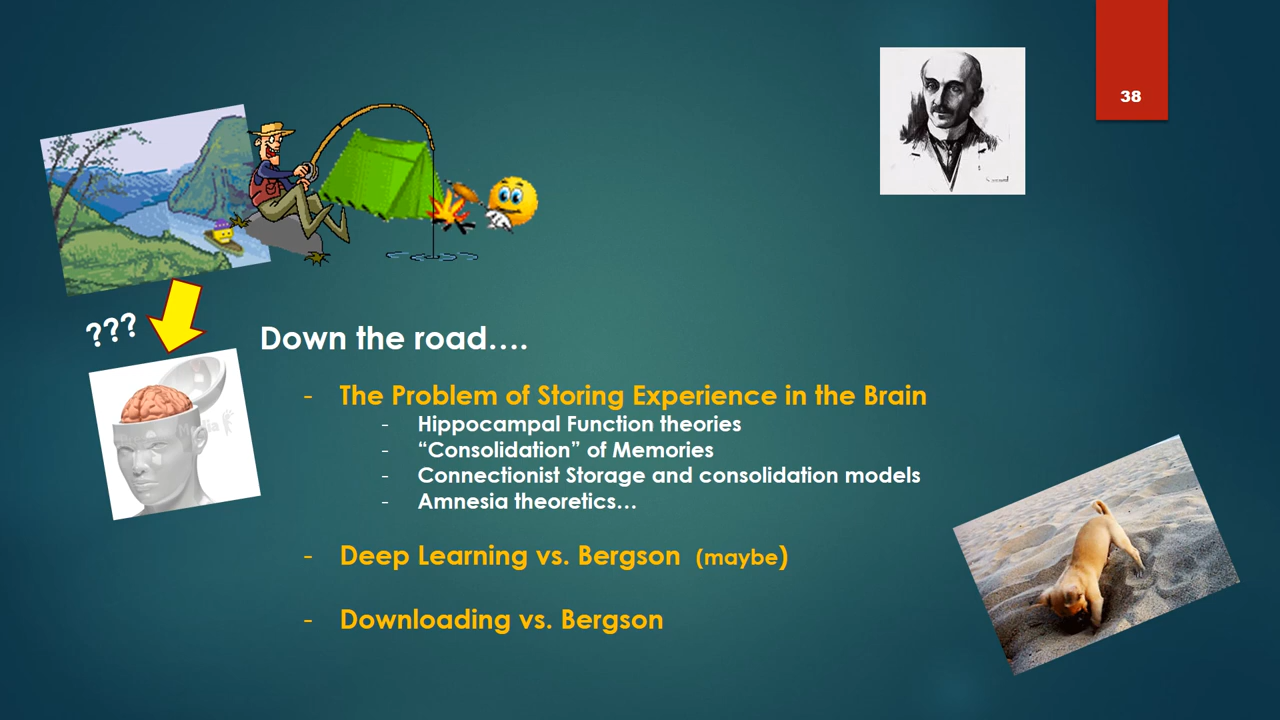 38
???
Down the road….
- The Problem of Storing Experience in the Brain
- Hippocampal Function theories
- “Consolidation” of Memories
- Connectionist Storage and consolidation models
- Amnesia theoretics…
- Deep Learning vs. Bergson (maybe)
- Downloading vs. Bergson